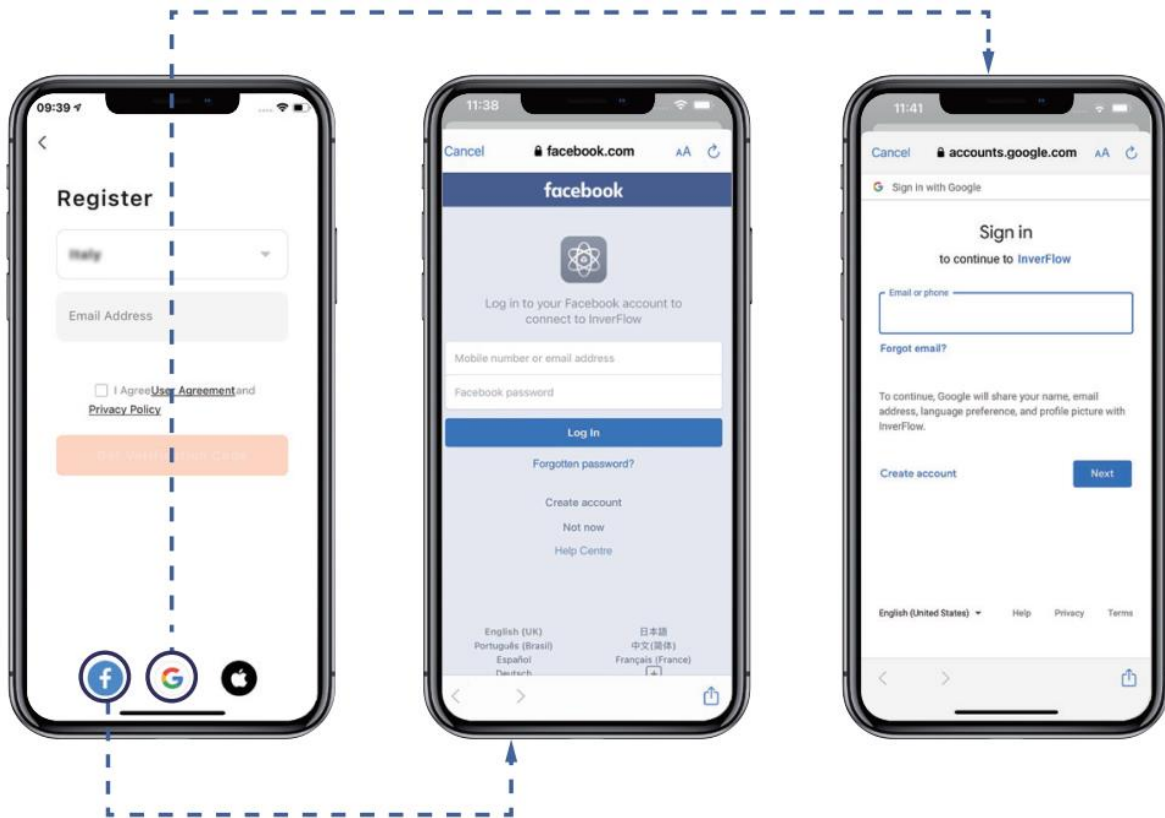 09:39
Register
Italy
Email Address
I AgreeUser Agreementand
Privacy Policy
11:38
Cancel
facebook.com
AA
facebook
Log in to your Facebook account to
connect to InverFlow
Mobile number or email address
Facebook password
Log In
Forgotten password?
Create account
Not now
Help Centre
English (UK)
日本語
Português (Brasil)
中文(简体)
Español
Français (France)
Deutsch
11:41
Cancel
accounts.google.com
AA
Sign in with Google
Sign in
to continue to InverFlow
Email or phone
Forgot email?
To continue, Google will share your name, email
address, language preference, and profile picture with
InverFlow.
Create account
Next
English (United States)
Help
Privacy
Terms